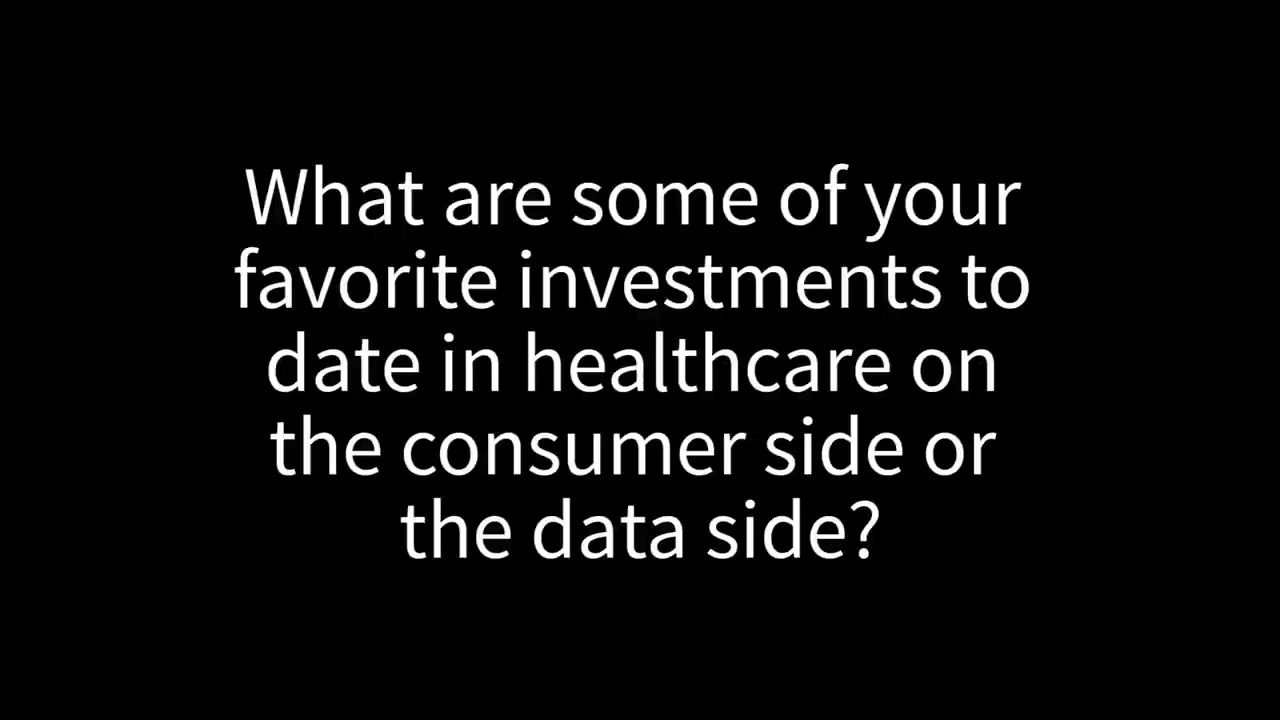 What are some of your
favorite investments to
date in healthcare on
the consumer side or
the data side?